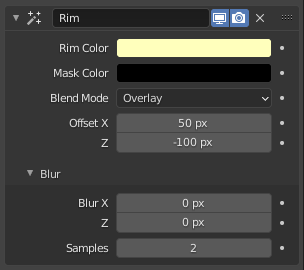 Rim
Rim Color
Mask Color
Blend Mode Overlay
Offset X 50 px
Z -100 px
Blur
Blur X 0 px
Z 0 px
Samples 2